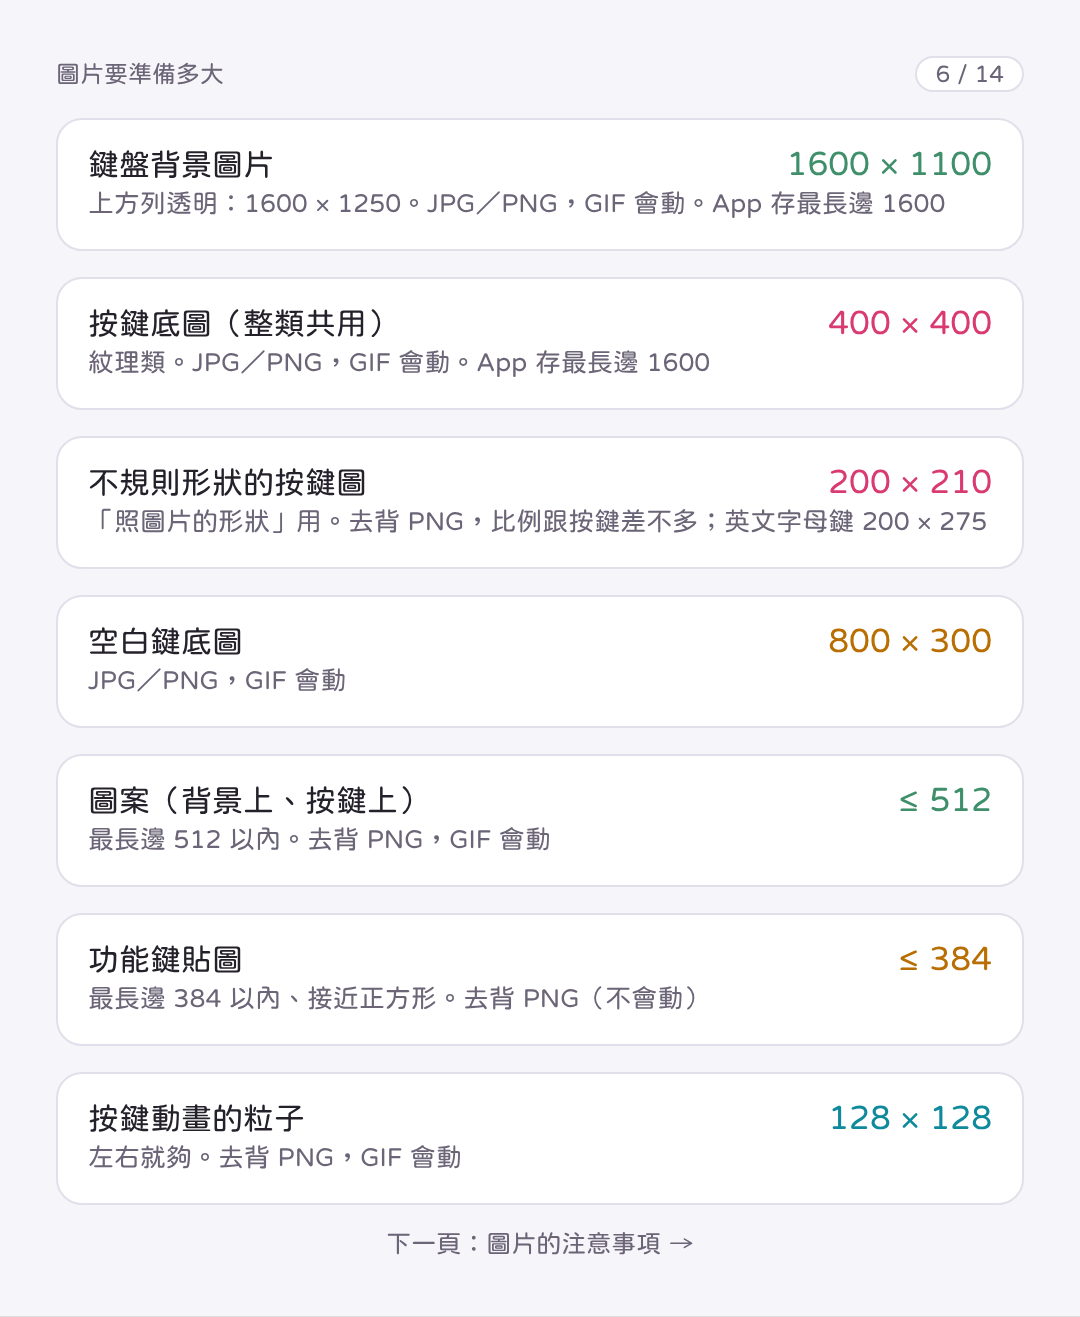 圖片要準備多大
6 / 14
鍵盤背景圖片
1600 × 1100
上方列透明：1600 × 1250。JPG／PNG，GIF 會動。App 存最長邊 1600
按鍵底圖（整類共用）
400 × 400
紋理類。JPG／PNG，GIF 會動。App 存最長邊 1600
不規則形狀的按鍵圖
200 × 210
「照圖片的形狀」用。去背 PNG，比例跟按鍵差不多；英文字母鍵 200 × 275
空白鍵底圖
800 × 300
JPG／PNG，GIF 會動
圖案（背景上、按鍵上）
≤ 512
最長邊 512 以內。去背 PNG，GIF 會動
功能鍵貼圖
≤ 384
最長邊 384 以內、接近正方形。去背 PNG（不會動）
按鍵動畫的粒子
128 × 128
左右就夠。去背 PNG，GIF 會動
下一頁：圖片的注意事項 →